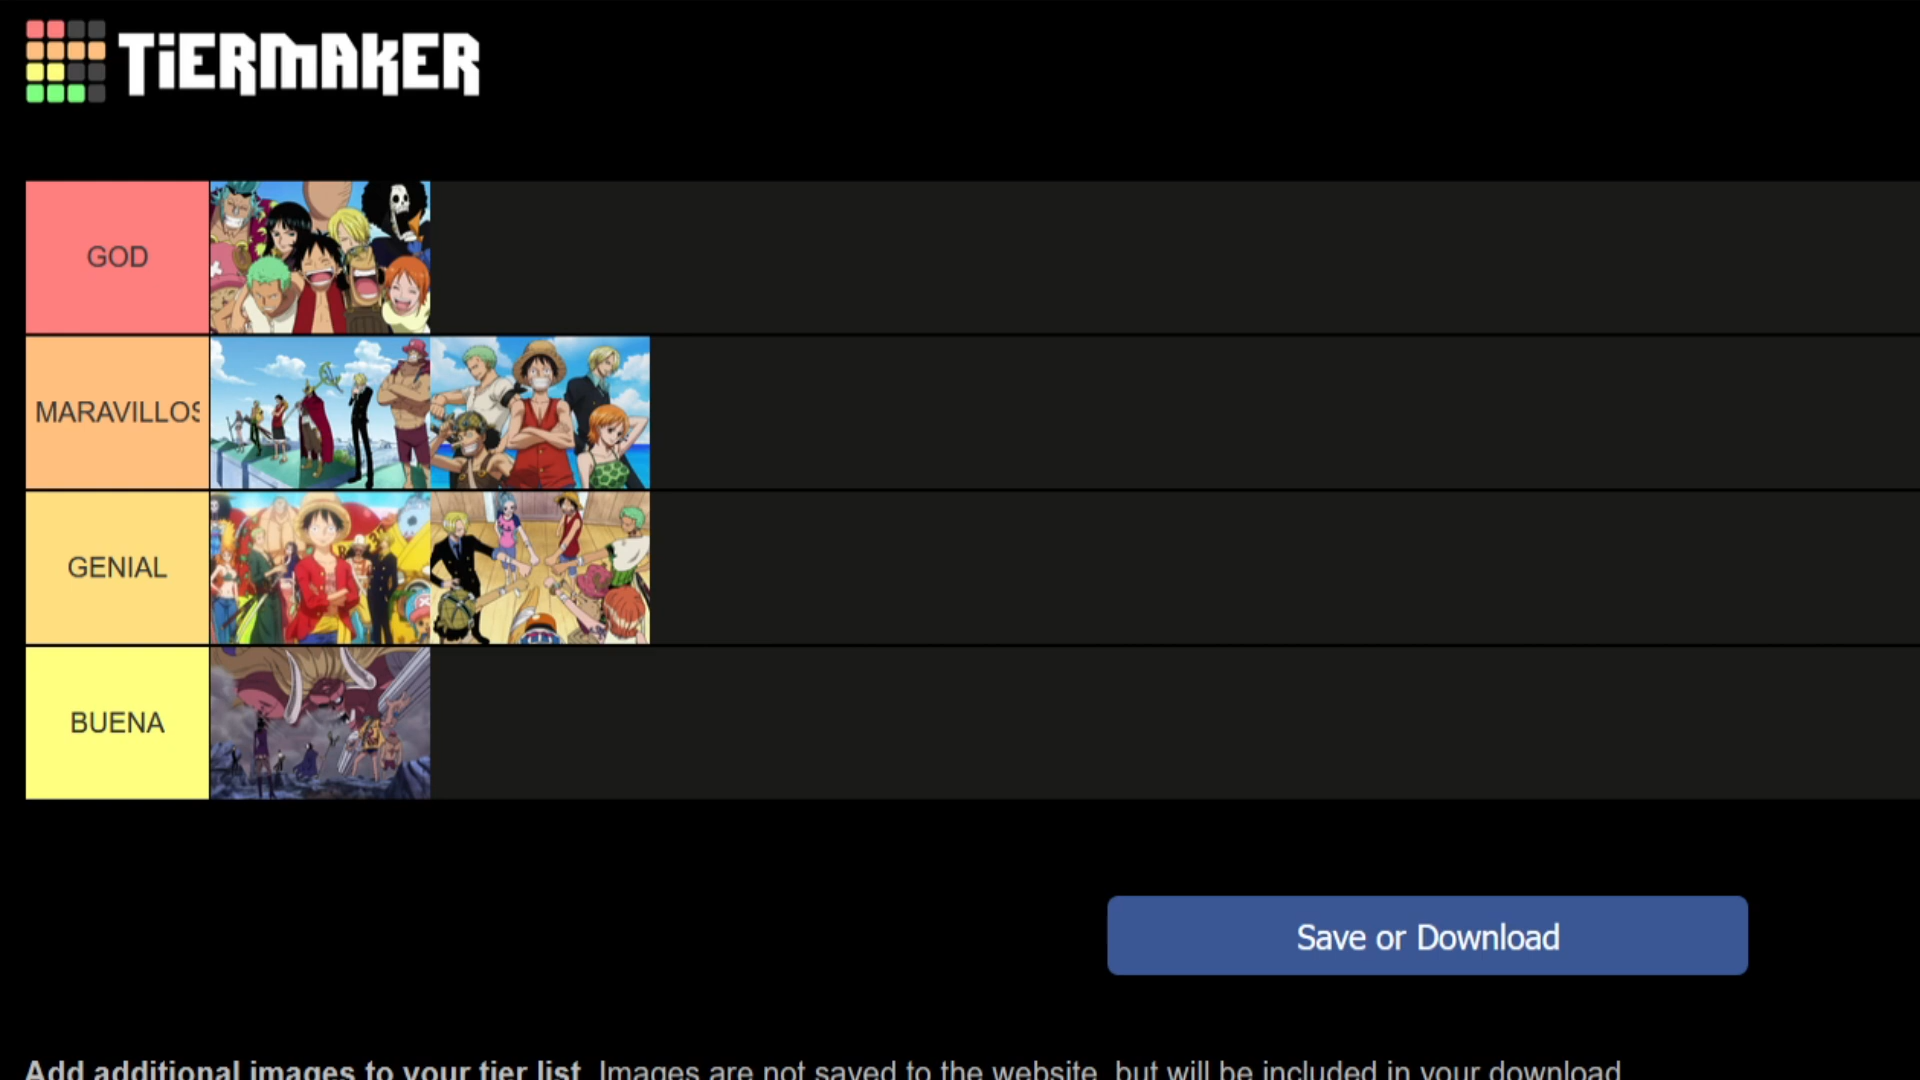 TiERMAKER
GOD
MARAVILLOS
GENIAL
BUENA
Save or Download
Add additional images to your tier list. Images are not saved to the website, but will be included in your download.